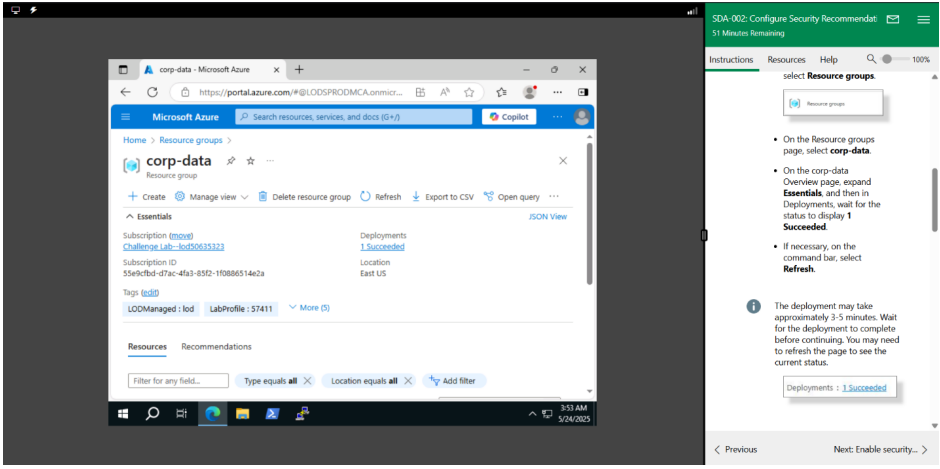 corp-data - Microsoft Azure
https://portal.azure.com/#@LODSPRODMCA.onmicr...
Microsoft Azure
Search resources, services, and docs (G+/)
Copilot
Home > Resource groups >
corp-data
Resource group
Create
Manage view
Delete resource group
Refresh
Export to CSV
Open query
Essentials
JSON View
Subscription (move)
Deployments
Challenge Lab--lod50635323
1 Succeeded
Subscription ID
Location
55e9cfbd-d7ac-4fa3-85f2-1f0886514e2a
East US
Tags (edit)
LODManaged : lod
LabProfile : 57411
More (5)
Resources
Recommendations
Filter for any field...
Type equals all
Location equals all
Add filter
3:53 AM
5/24/2025
SDA-002: Configure Security Recommendati
51 Minutes Remaining
Instructions
Resources
Help
100%
select Resource groups.
Resource groups
• On the Resource groups
page, select corp-data.
• On the corp-data
Overview page, expand
Essentials, and then in
Deployments, wait for the
status to display 1
Succeeded.
• If necessary, on the
command bar, select
Refresh.
The deployment may take
approximately 3-5 minutes. Wait
for the deployment to complete
before continuing. You may need
to refresh the page to see the
current status.
Deployments : 1 Succeeded
Previous
Next: Enable security...